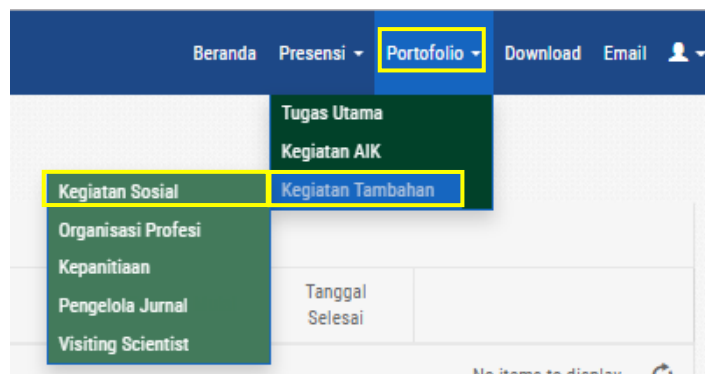 Beranda Presensi Portofolio Download Email
Tugas Utama
Kegiatan AIK
Kegiatan Tambahan
Kegiatan Sosial
Organisasi Profesi
Kepanitiaan
Pengelola Jurnal
Visiting Scientist
Tanggal
Selesai
No items to display